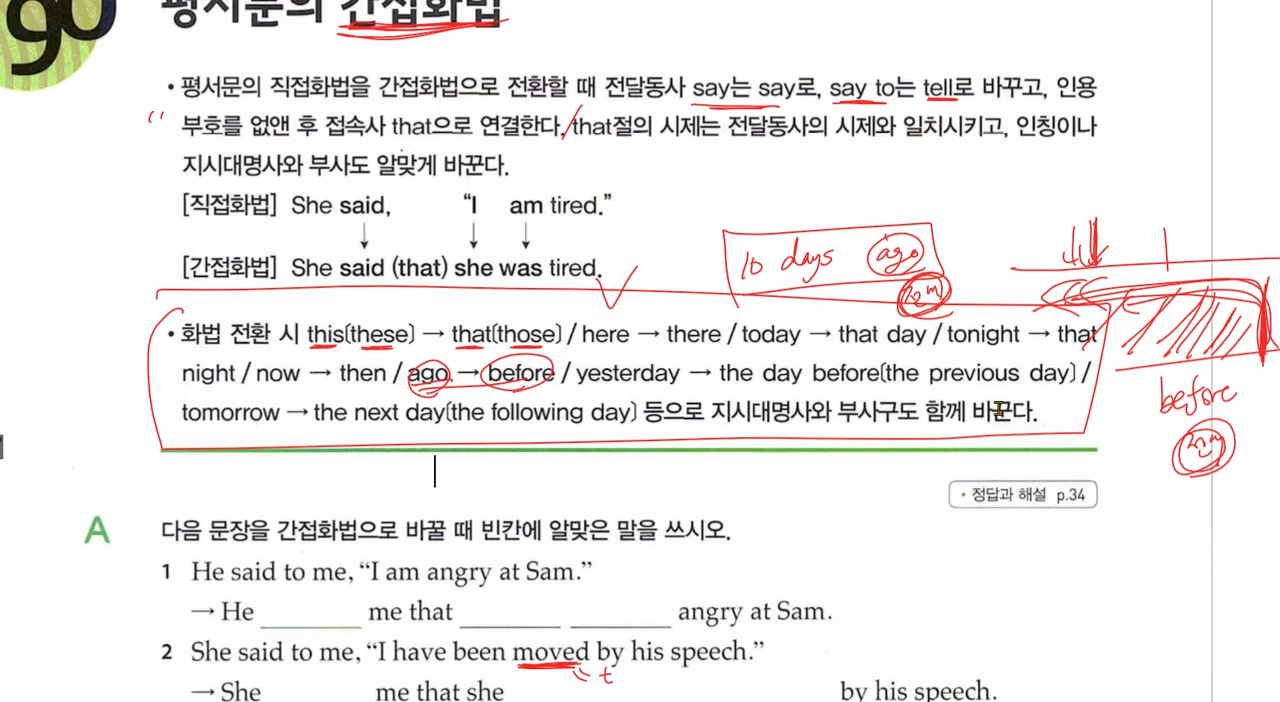 90 평서문의 간접화법
• 평서문의 직접화법을 간접화법으로 전환할 때 전달동사 say는 say로, say to는 tell로 바꾸고, 인용
부호를 없앤 후 접속사 that으로 연결한다. that절의 시제는 전달동사의 시제와 일치시키고, 인칭이나
지시대명사와 부사도 알맞게 바꾼다.
[직접화법] She said, “I am tired.”
↓ ↓ ↓
[간접화법] She said (that) she was tired.
10 days ago
전에
• 화법 전환 시 this(these) → that(those) / here → there / today → that day / tonight → that
night / now → then / ago → before / yesterday → the day before(the previous day) /
tomorrow → the next day(the following day) 등으로 지시대명사와 부사구도 함께 바꾼다.
before
전에
• 정답과 해설 p.34
A 다음 문장을 간접화법으로 바꿀 때 빈칸에 알맞은 말을 쓰시오.
1 He said to me, “I am angry at Sam.”
→ He ________ me that ________ ________ angry at Sam.
2 She said to me, “I have been moved by his speech.”
t
→ She me that she by his speech.